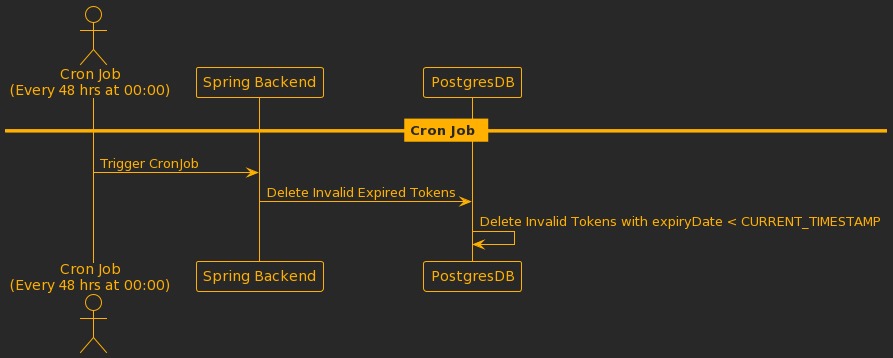 Cron Job
(Every 48 hrs at 00:00)
Spring Backend
PostgresDB
Cron Job
Trigger CronJob
Delete Invalid Expired Tokens
Delete Invalid Tokens with expiryDate < CURRENT_TIMESTAMP
Cron Job
(Every 48 hrs at 00:00)
Spring Backend
PostgresDB